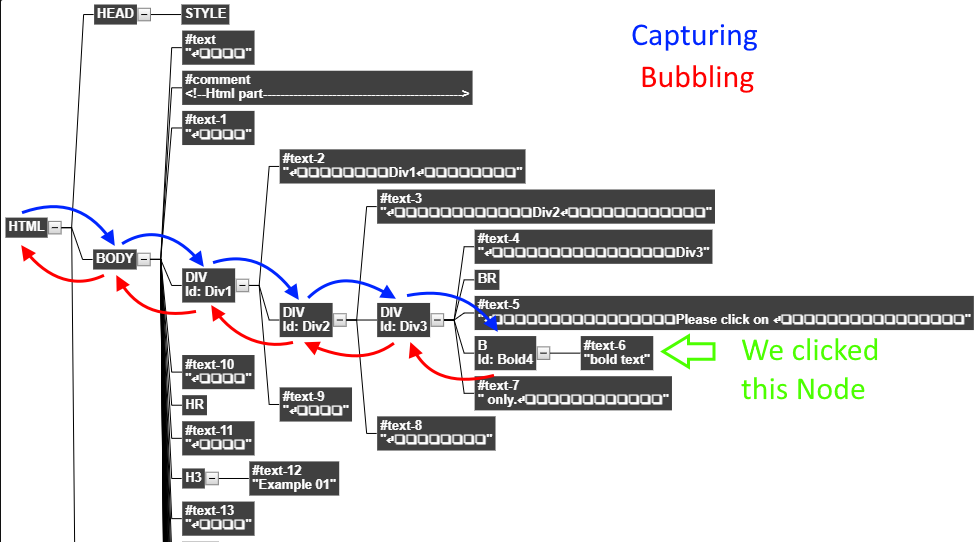 HEAD
STYLE
#text
"↲❏❏❏❏"
#comment
<!--Html part-------------------------------------------------->
#text-1
"↲❏❏❏❏"
Capturing
Bubbling
#text-2
"↲❏❏❏❏❏❏❏❏Div1↲❏❏❏❏❏❏❏❏"
#text-3
"↲❏❏❏❏❏❏❏❏❏❏❏❏Div2↲❏❏❏❏❏❏❏❏❏❏❏❏"
HTML
BODY
#text-4
"↲❏❏❏❏❏❏❏❏❏❏❏❏❏❏❏❏Div3"
DIV
Id: Div1
BR
DIV
Id: Div2
DIV
Id: Div3
#text-5
"↲❏❏❏❏❏❏❏❏❏❏❏❏❏❏❏❏Please click on ↲❏❏❏❏❏❏❏❏❏❏❏❏❏❏❏❏"
B
Id: Bold4
#text-6
"bold text"
We clicked
this Node
#text-7
" only.↲❏❏❏❏❏❏❏❏❏❏❏❏"
#text-10
"↲❏❏❏❏"
#text-9
"↲❏❏❏❏"
HR
#text-8
"↲❏❏❏❏❏❏❏❏"
#text-11
"↲❏❏❏❏"
H3
#text-12
"Example 01"
#text-13
"↲❏❏❏❏"